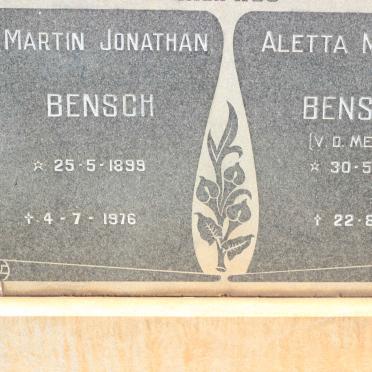 MARTIN JONATHAN
BENSCH
☆ 25-5-1899
✝ 4-7-1976
ALETTA
BENS
(V.D. ME
☆ 30-5
✝ 22-8